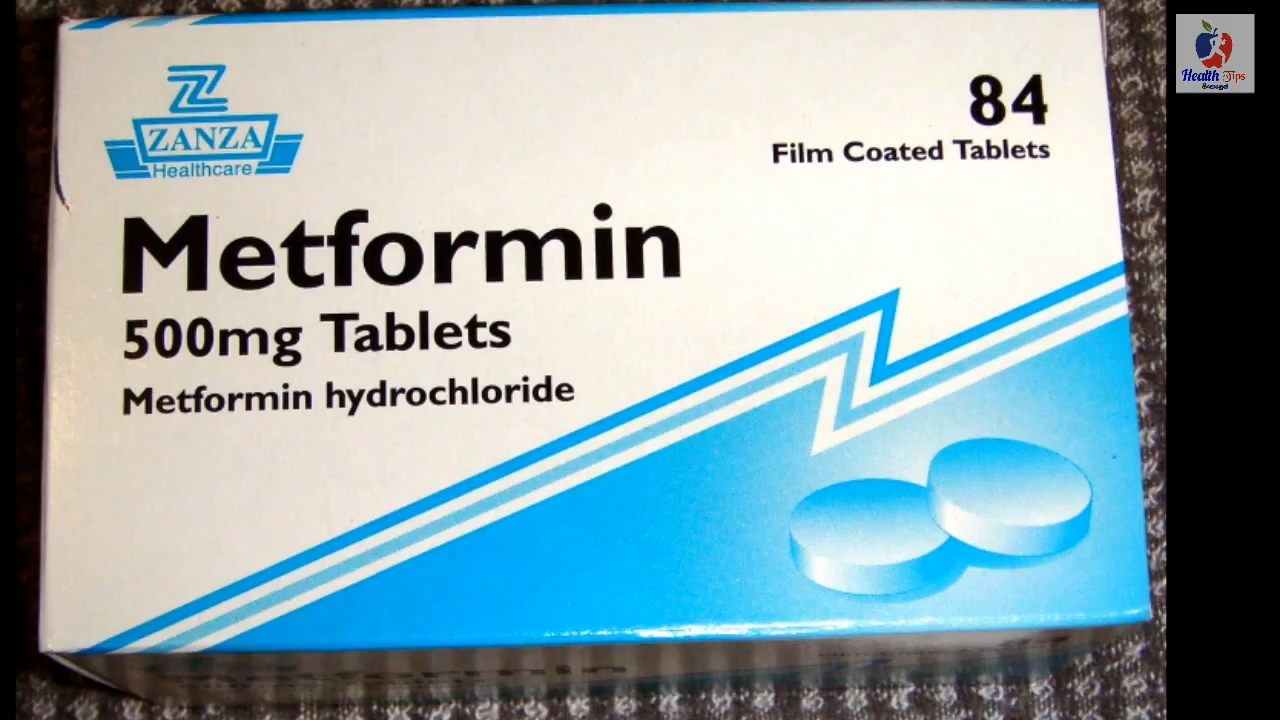 ZANZA
Healthcare
84
Film Coated Tablets
Metformin
500mg Tablets
Metformin hydrochloride
Health Tips